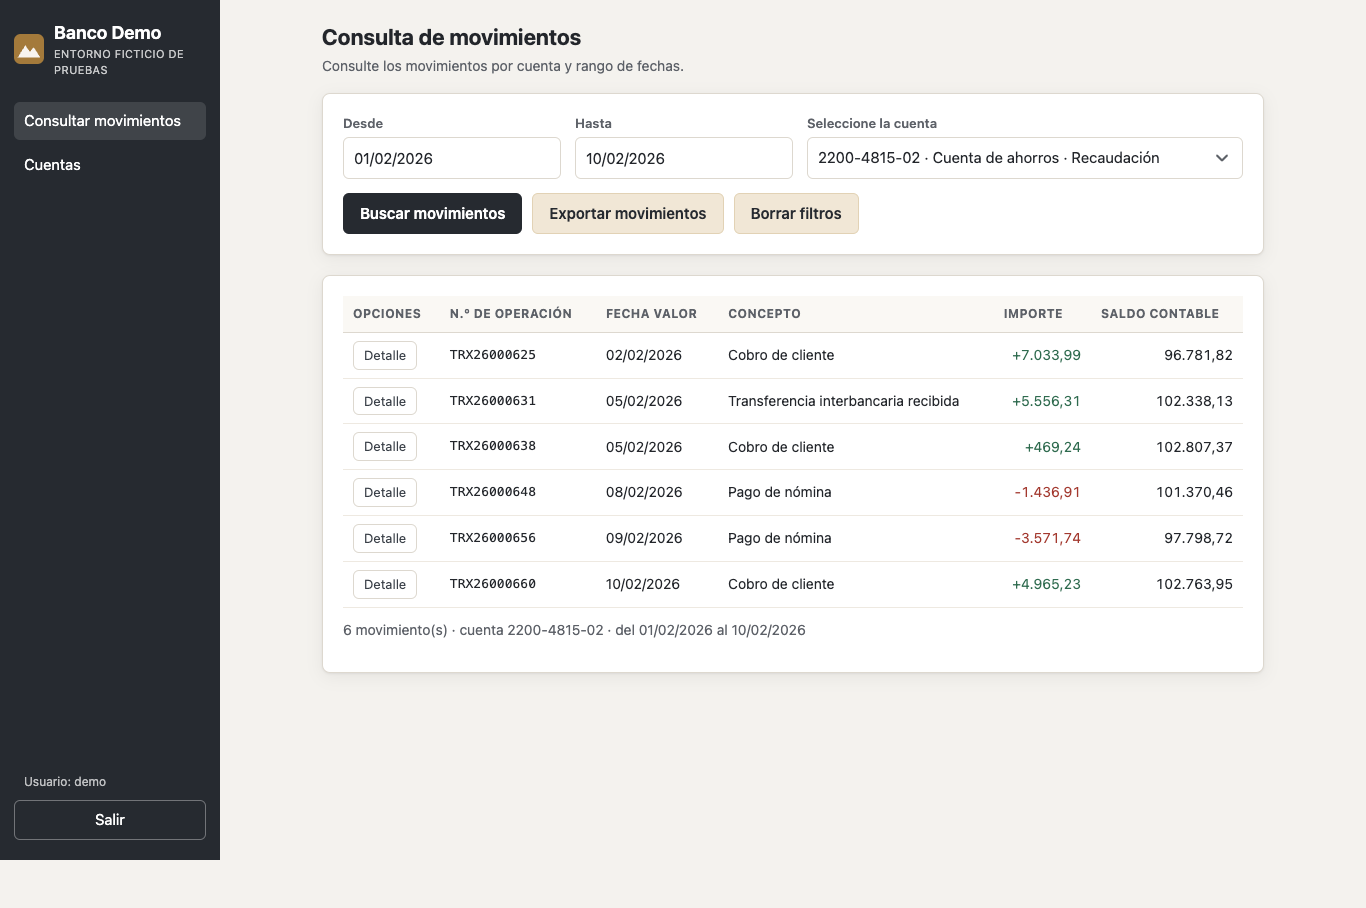 Banco Demo
ENTORNO FICTICIO DE
PRUEBAS
Consultar movimientos
Cuentas
Usuario: demo
Salir
Consulta de movimientos
Consulte los movimientos por cuenta y rango de fechas.
Desde Hasta Seleccione la cuenta
01/02/2026 10/02/2026 2200-4815-02 · Cuenta de ahorros · Recaudación
Buscar movimientos Exportar movimientos Borrar filtros
OPCIONES N.º DE OPERACIÓN FECHA VALOR CONCEPTO IMPORTE SALDO CONTABLE
Detalle TRX26000625 02/02/2026 Cobro de cliente +7.033,99 96.781,82
Detalle TRX26000631 05/02/2026 Transferencia interbancaria recibida +5.556,31 102.338,13
Detalle TRX26000638 05/02/2026 Cobro de cliente +469,24 102.807,37
Detalle TRX26000648 08/02/2026 Pago de nómina -1.436,91 101.370,46
Detalle TRX26000656 09/02/2026 Pago de nómina -3.571,74 97.798,72
Detalle TRX26000660 10/02/2026 Cobro de cliente +4.965,23 102.763,95
6 movimiento(s) · cuenta 2200-4815-02 · del 01/02/2026 al 10/02/2026